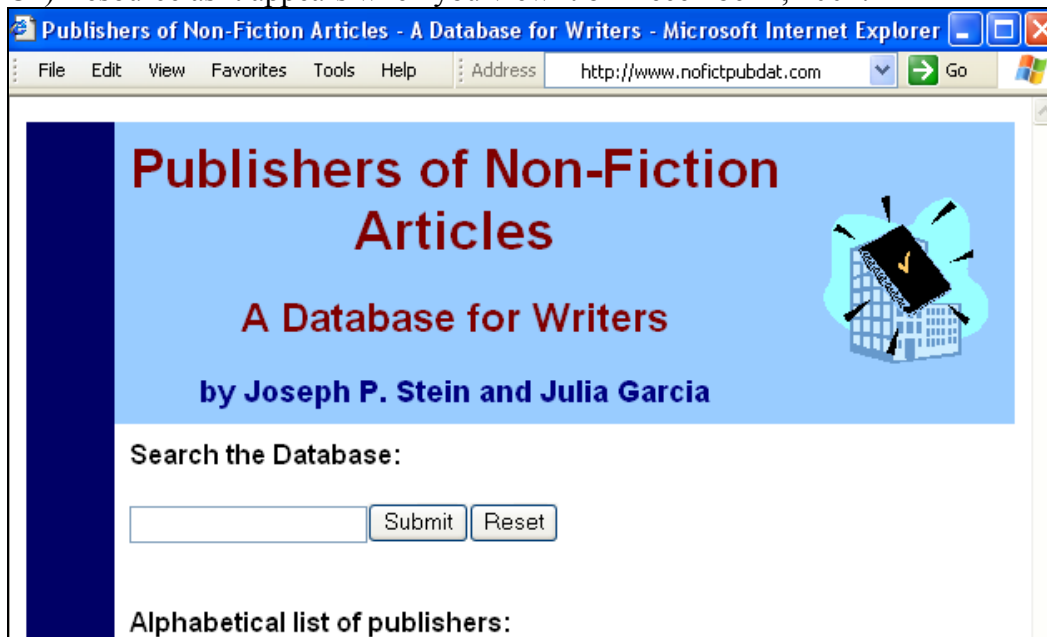 Publishers of Non-Fiction Articles - A Database for Writers - Microsoft Internet Explorer
File Edit View Favorites Tools Help Address http://www.nofictpubdat.com Go
Publishers of Non-Fiction
Articles
A Database for Writers
by Joseph P. Stein and Julia Garcia
Search the Database:
Submit Reset
Alphabetical list of publishers: